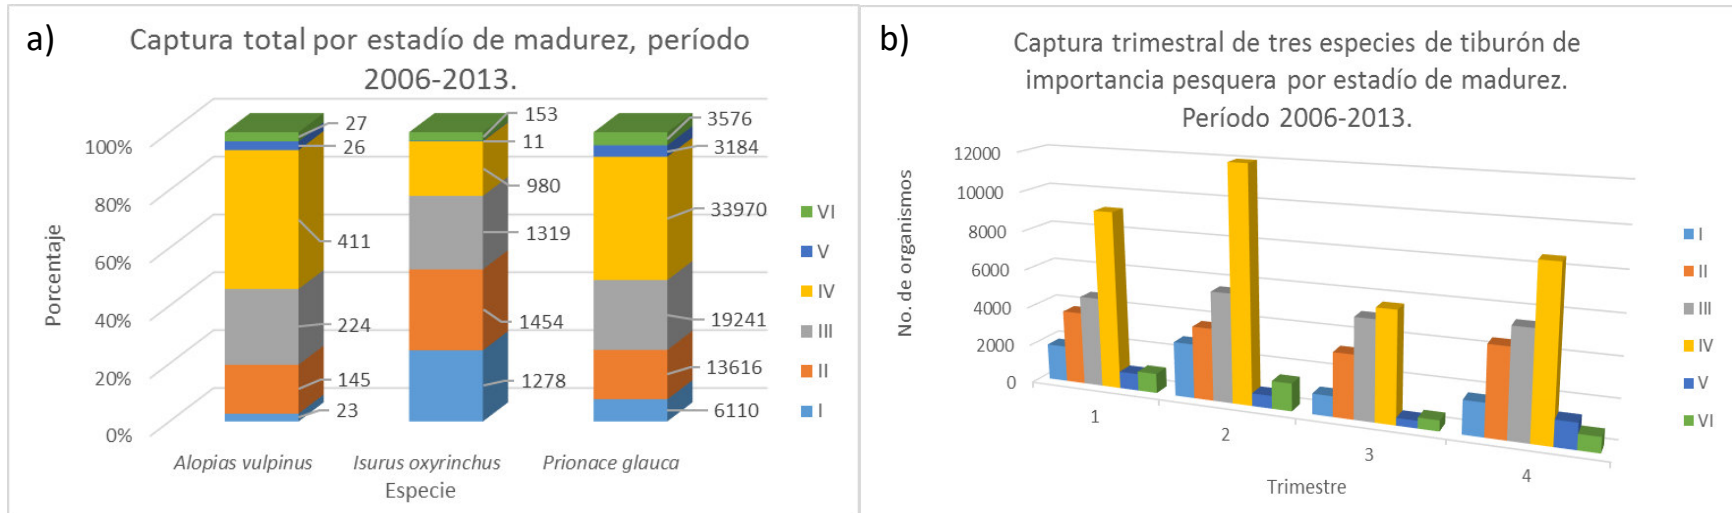 a)
Captura total por estadío de madurez, período
2006-2013.
Porcentaje
100%
80%
60%
40%
20%
0%
27
26
411
224
145
23
153
11
980
1319
1454
1278
3576
3184
33970
19241
13616
6110
VI
V
IV
III
II
I
Alopias vulpinus
Isurus oxyrinchus
Prionace glauca
Especie
b)
Captura trimestral de tres especies de tiburón de
importancia pesquera por estadío de madurez.
Período 2006-2013.
No. de organismos
12000
10000
8000
6000
4000
2000
0
1
2
3
4
Trimestre
I
II
III
IV
V
VI